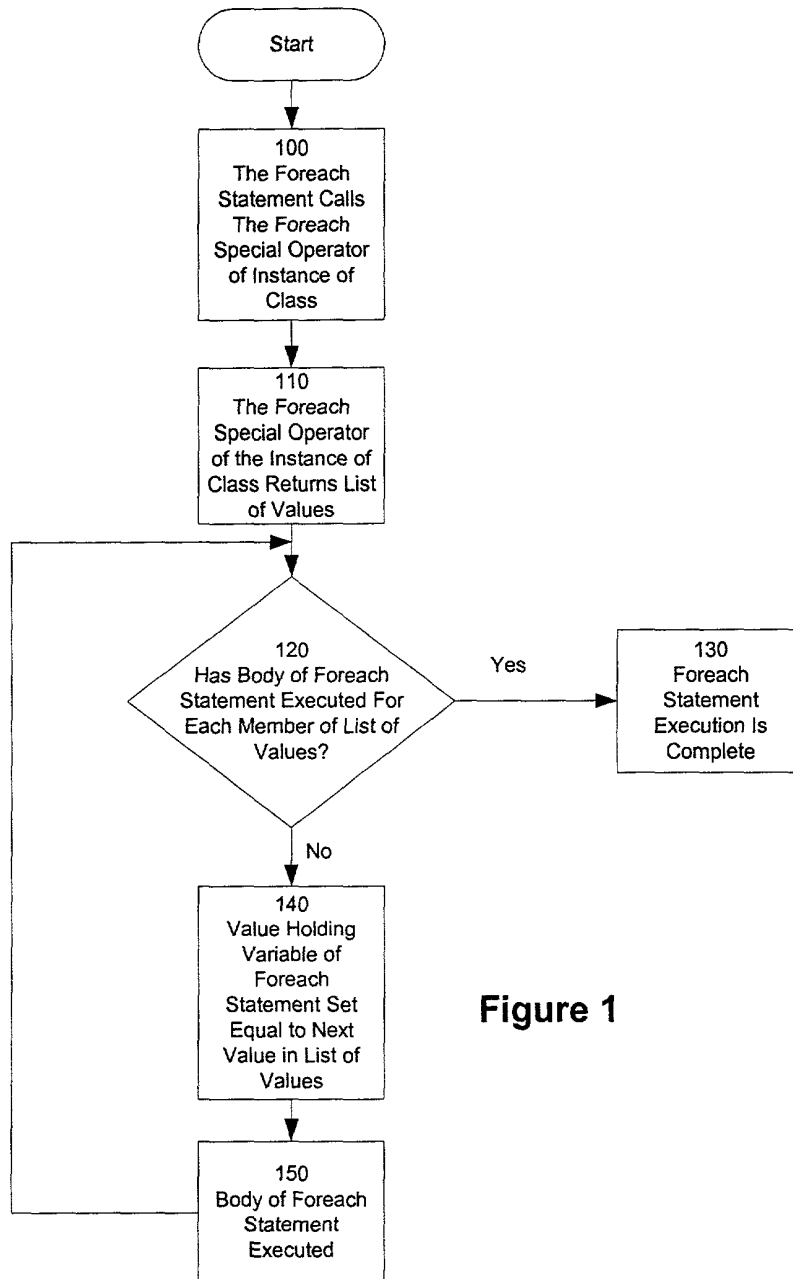 Start
100
The Foreach
Statement Calls
The Foreach
Special Operator
of Instance of
Class
110
The Foreach
Special Operator
of the Instance of
Class Returns List
of Values
120
Has Body of Foreach
Statement Executed For
Each Member of List of
Values?
Yes
130
Foreach
Statement
Execution Is
Complete
No
140
Value Holding
Variable of
Foreach
Statement Set
Equal to Next
Value in List of
Values
Figure 1
150
Body of Foreach
Statement
Executed